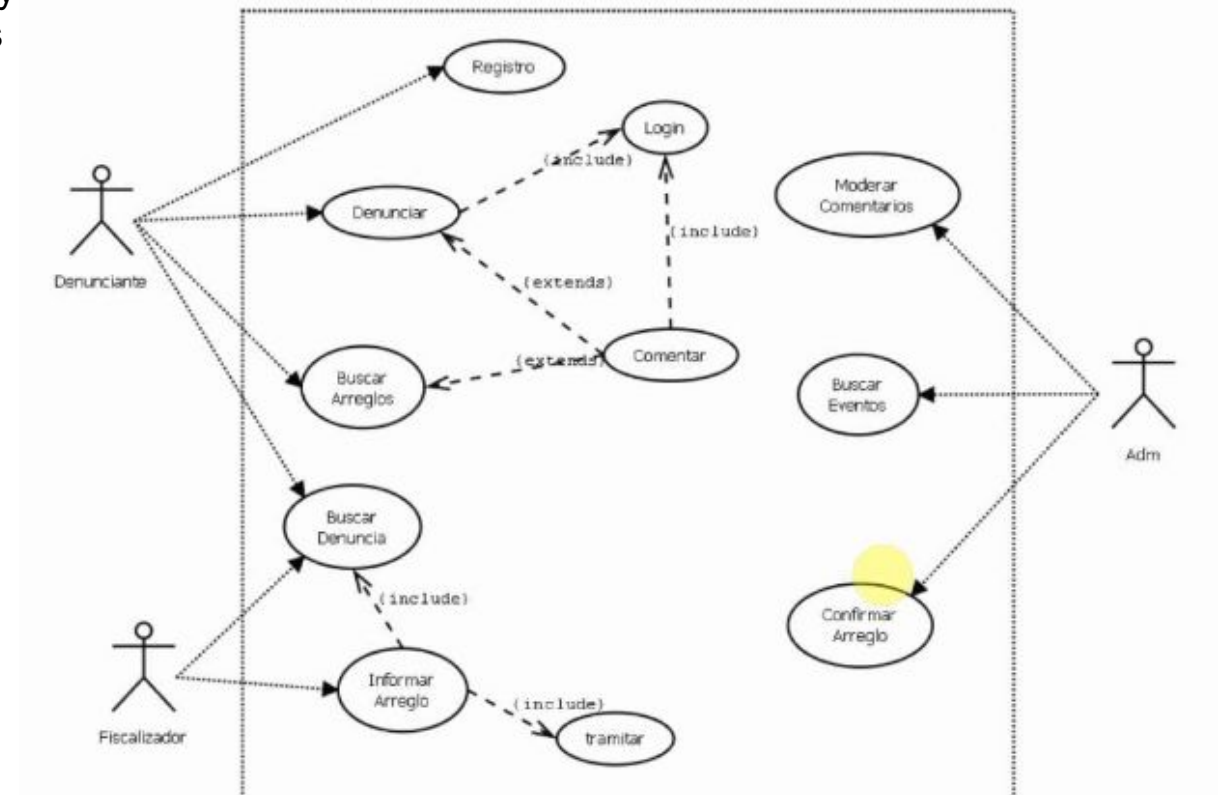 y
s
Registro
Login
(include)
Denunciar
Moderar
Comentarios
(include)
Denunciante
(extends)
(extends)
Comentar
Buscar
Arreglos
Buscar
Eventos
Adm
Buscar
Denuncia
(include)
Confirmar
Arreglo
Informar
Arreglo
(include)
Fiscalizador
tramitar